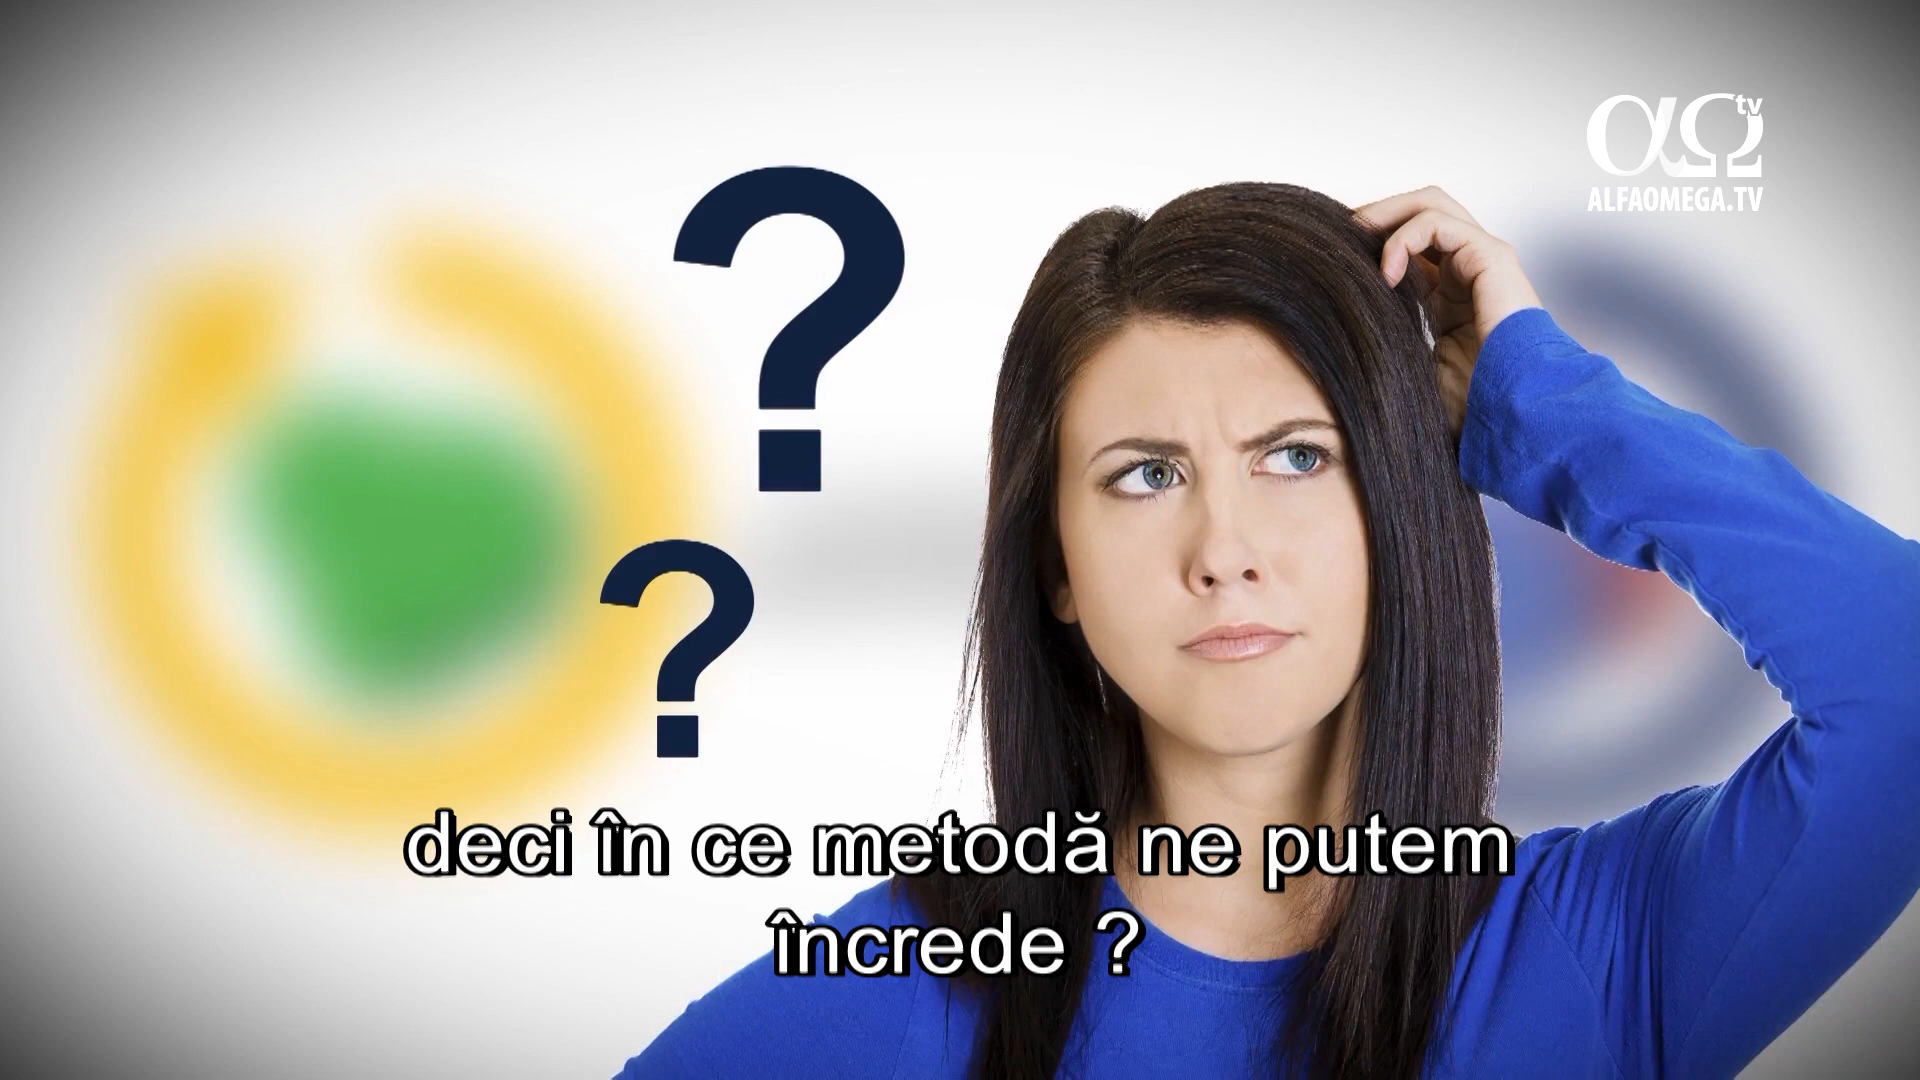 αΩ tv
ALFAOMEGA.TV
?
?
deci în ce metodă ne putem
încrede ?